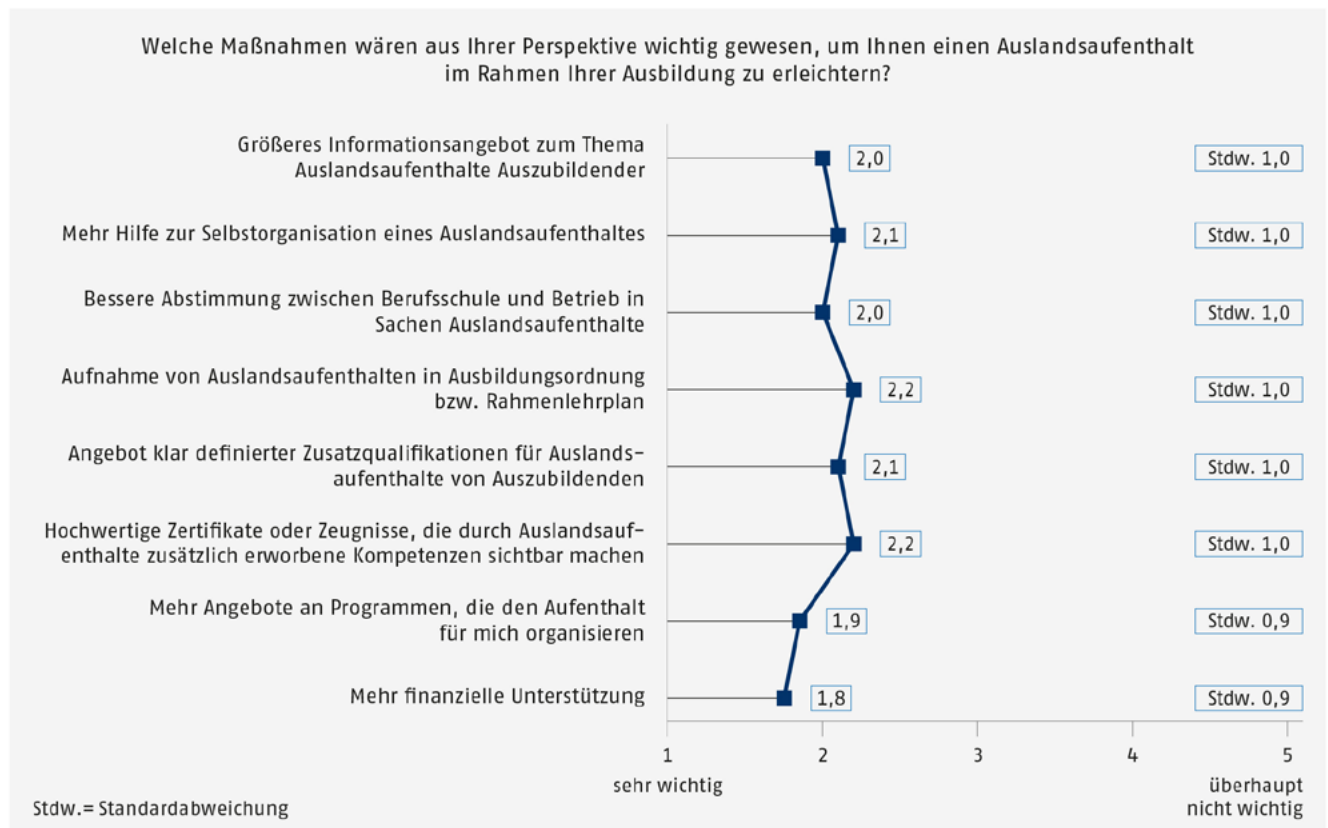 Welche Maßnahmen wären aus Ihrer Perspektive wichtig gewesen, um Ihnen einen Auslandsaufenthalt
im Rahmen Ihrer Ausbildung zu erleichtern?
Größeres Informationsangebot zum Thema
Auslandsaufenthalte Auszubildender
2,0
Stdw. 1,0
Mehr Hilfe zur Selbstorganisation eines Auslandsaufenthaltes
2,1
Stdw. 1,0
Bessere Abstimmung zwischen Berufsschule und Betrieb in
Sachen Auslandsaufenthalte
2,0
Stdw. 1,0
Aufnahme von Auslandsaufenthalten in Ausbildungsordnung
bzw. Rahmenlehrplan
2,2
Stdw. 1,0
Angebot klar definierter Zusatzqualifikationen für Auslands-
aufenthalte von Auszubildenden
2,1
Stdw. 1,0
Hochwertige Zertifikate oder Zeugnisse, die durch Auslandsauf-
enthalte zusätzlich erworbene Kompetenzen sichtbar machen
2,2
Stdw. 1,0
Mehr Angebote an Programmen, die den Aufenthalt
für mich organisieren
1,9
Stdw. 0,9
Mehr finanzielle Unterstützung
1,8
Stdw. 0,9
1 2 3 4 5
sehr wichtig
überhaupt
nicht wichtig
Stdw.= Standardabweichung